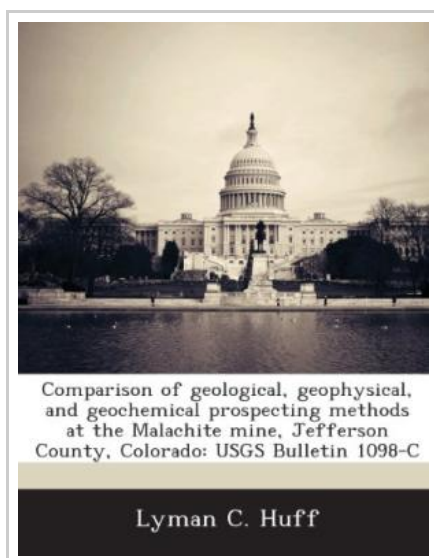 Comparison of geological, geophysical,
and geochemical prospecting methods
at the Malachite mine, Jefferson
County, Colorado: USGS Bulletin 1098-C
Lyman C. Huff